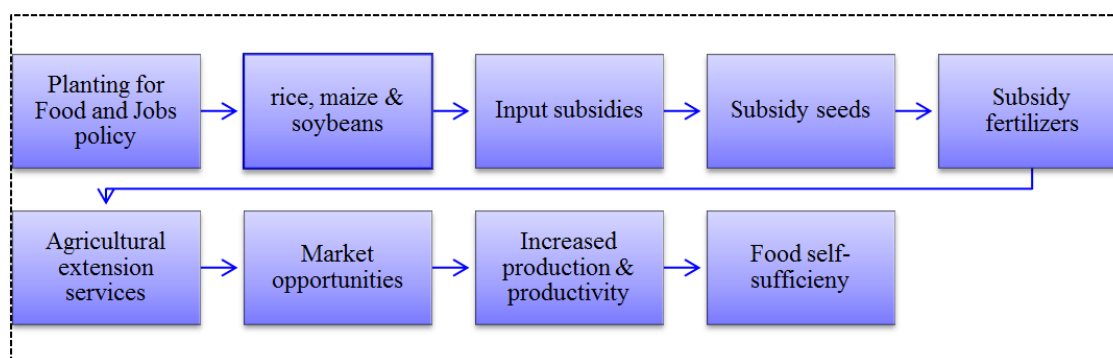 Planting for
Food and Jobs
policy
rice, maize &
soybeans
Input subsidies
Subsidy seeds
Subsidy
fertilizers
Agricultural
extension
services
Market
opportunities
Increased
production &
productivity
Food self-
sufficieny